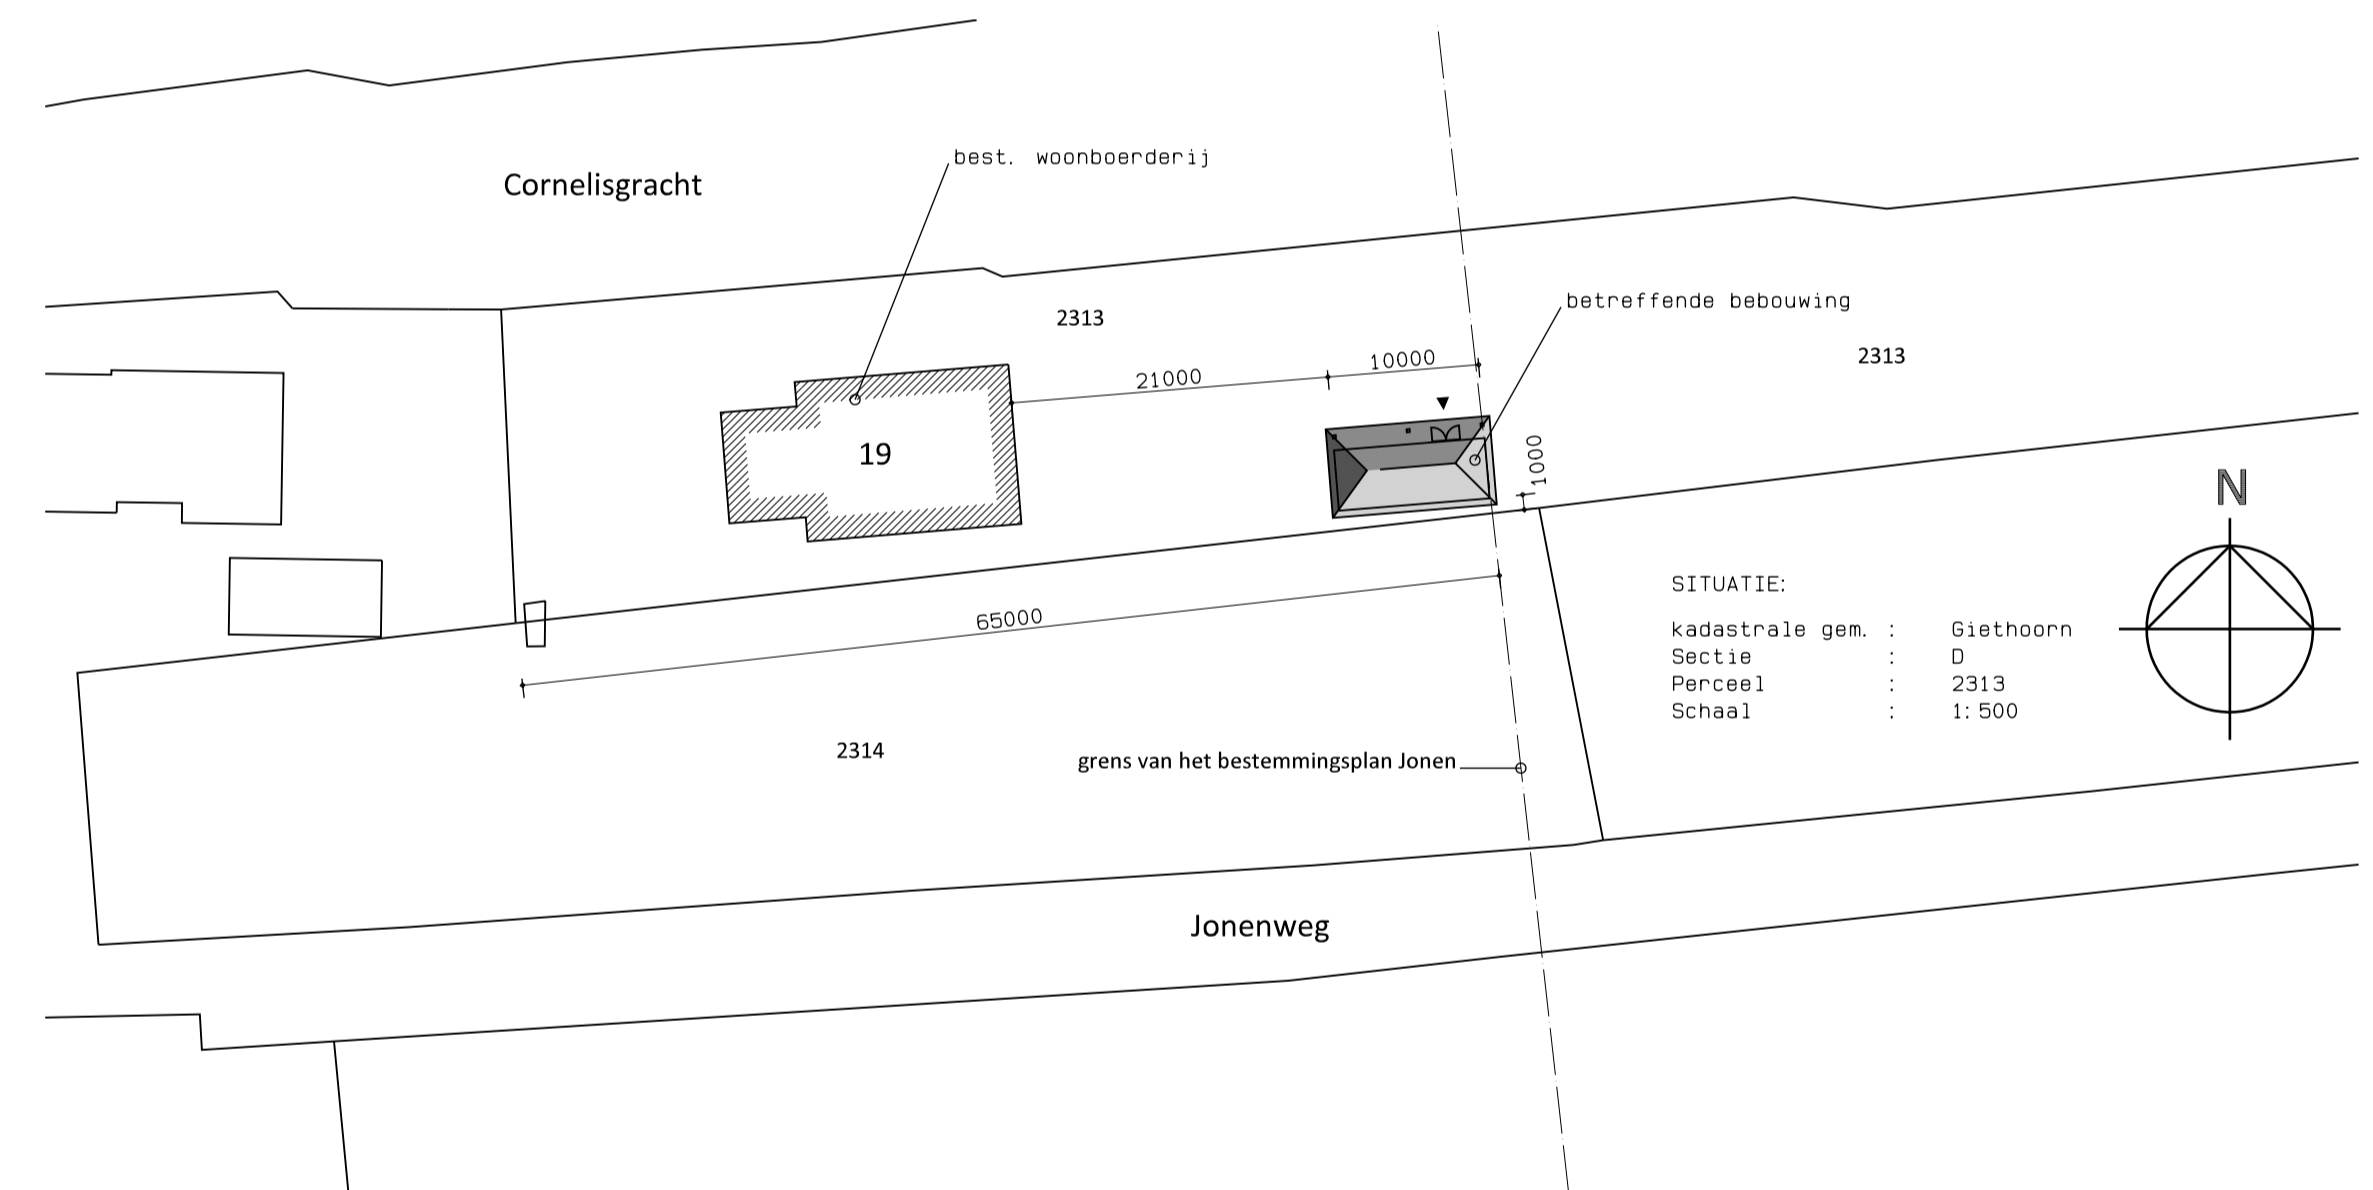 best. woonboerderij
Cornelisgracht
betreffende bebouwing
2313
2313
10000
21000
19
1000
N
SITUATIE:
kadastrale gem. : Giethoorn
Sectie : D
Perceel : 2313
Schaal : 1:500
65000
2314
grens van het bestemmingsplan Jonen
Jonenweg